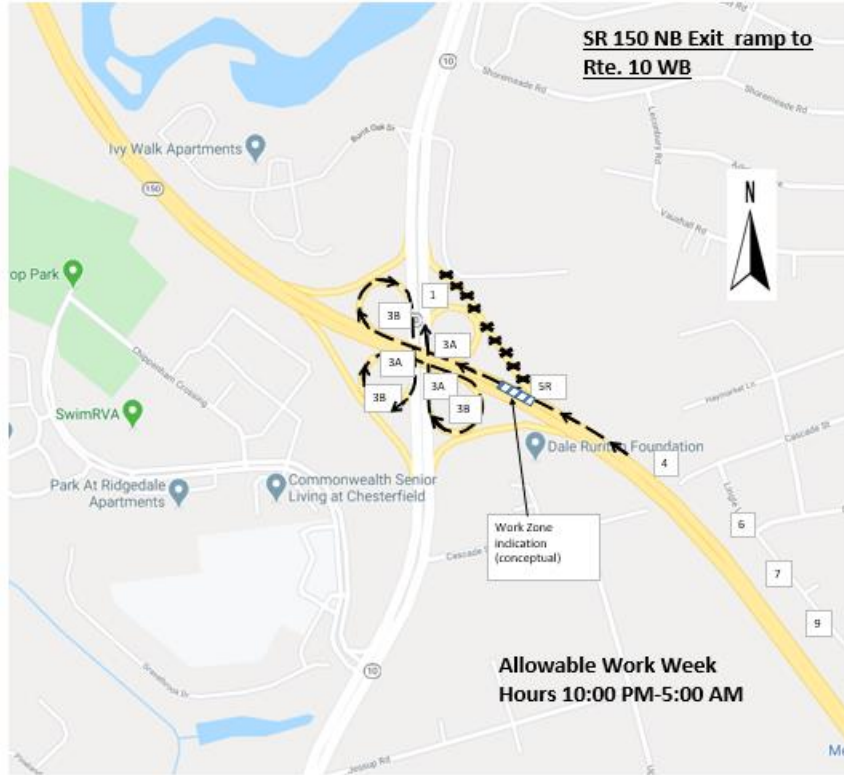 SR 150 NB Exit ramp to
Rte. 10 WB
10
Shoremeade Rd
Shoremeade Rd
Burnt Oak Dr
Ivy Walk Apartments
Vauxhall Rd
150
N
op Park
1
3B
3A
3A
3A
3B
3B
SR
Chippenham Crossing
SwimRVA
Haymarket Ln
Cascade St
Dale Ruritan Foundation
4
Park At Ridgedale
Apartments
Commonwealth Senior
Living at Chesterfield
6
Work Zone
indication
(conceptual)
Cascade
7
9
10
Allowable Work Week
Hours 10:00 PM-5:00 AM
Jessup Rd
Me